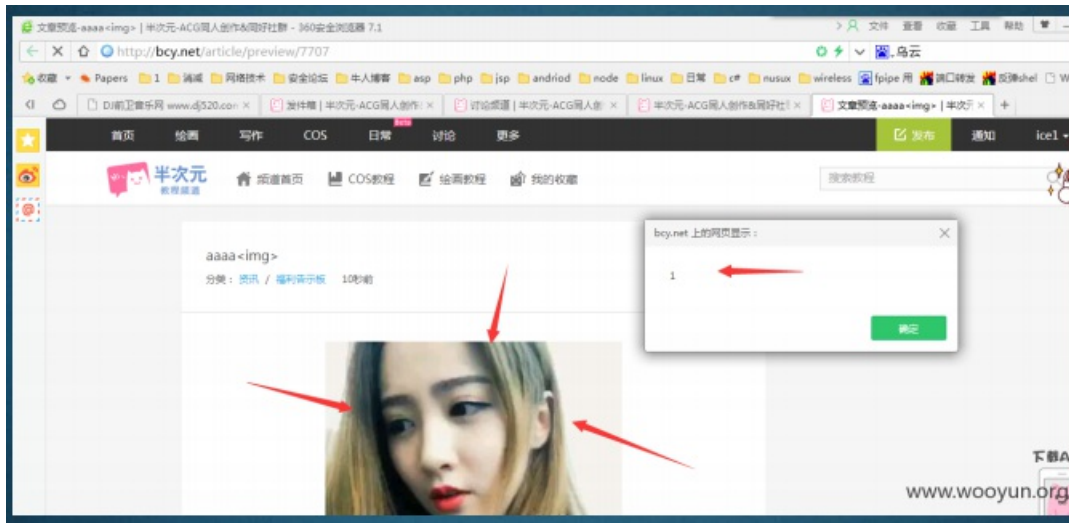 文章预览-aaaa<img> | 半次元-ACG同人创作&同好社群 - 360安全浏览器 7.1
文件 查看 收藏 工具 帮助
http://bcy.net/article/preview/7707
乌云
收藏 Papers 1 消减 网络技术 安全论坛 牛人博客 asp php jsp andriod node linux 日常 c# nusux wireless fpipe 用 端口转发 反弹shel W
DJ前卫音乐网 www.dj520.con 发件箱 | 半次元-ACG同人创作 讨论频道 | 半次元-ACG同人创 半次元-ACG同人创作&同好社 文章预览-aaaa<img> | 半次元
Beta
首页 绘画 写作 COS 日常 讨论 更多 发布 通知 ice1
半次元
教程频道
频道首页 COS教程 绘画教程 我的收藏 搜索教程
aaaa<img>
分类： 资讯 / 福利告示板 10秒前
bcy.net 上的网页显示：
1
确定
下载A
www.wooyun.org